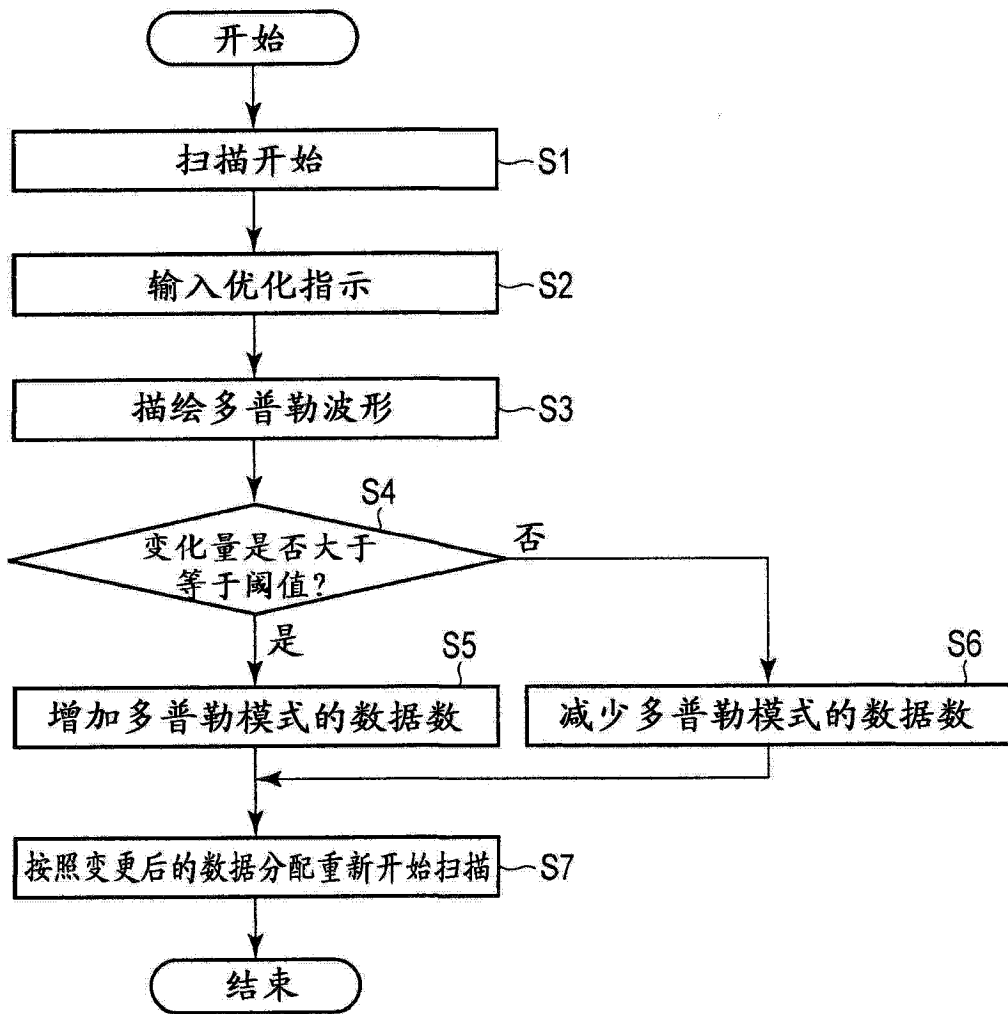 开始
扫描开始
S1
输入优化指示
S2
描绘多普勒波形
S3
S4
变化量是否大于
等于阈值?
否
是
S5
增加多普勒模式的数据数
S6
减少多普勒模式的数据数
按照变更后的数据分配重新开始扫描
S7
结束